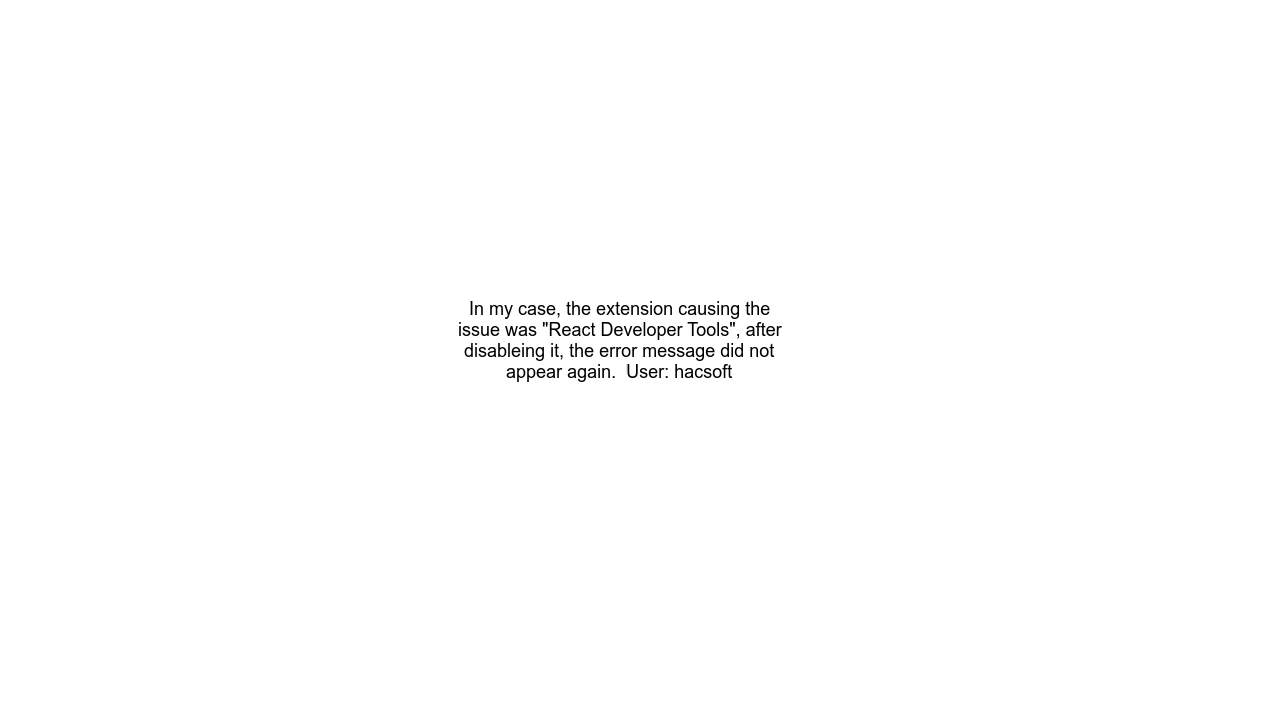 In my case, the extension causing the
issue was "React Developer Tools", after
disableing it, the error message did not
appear again.  User: hacsoft